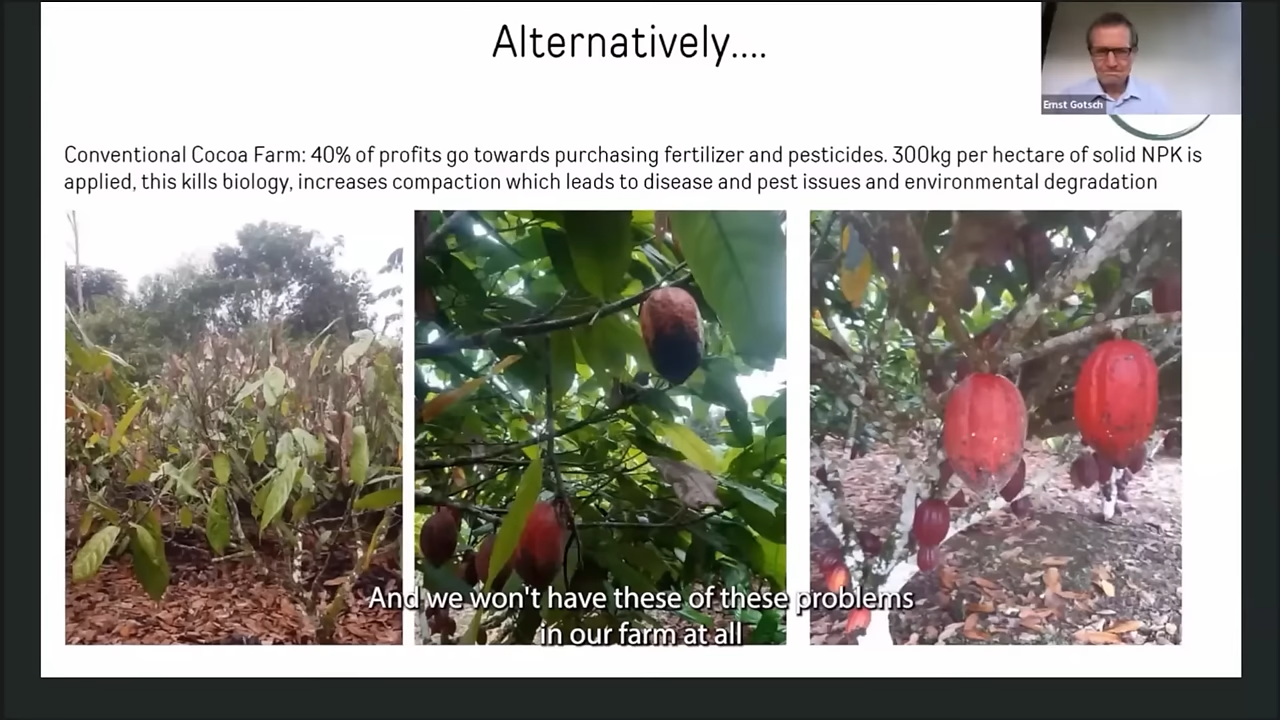 Alternatively....
Ernst Gotsch
Conventional Cocoa Farm: 40% of profits go towards purchasing fertilizer and pesticides. 300kg per hectare of solid NPK is
applied, this kills biology, increases compaction which leads to disease and pest issues and environmental degradation
And we won't have these of these problems
in our farm at all